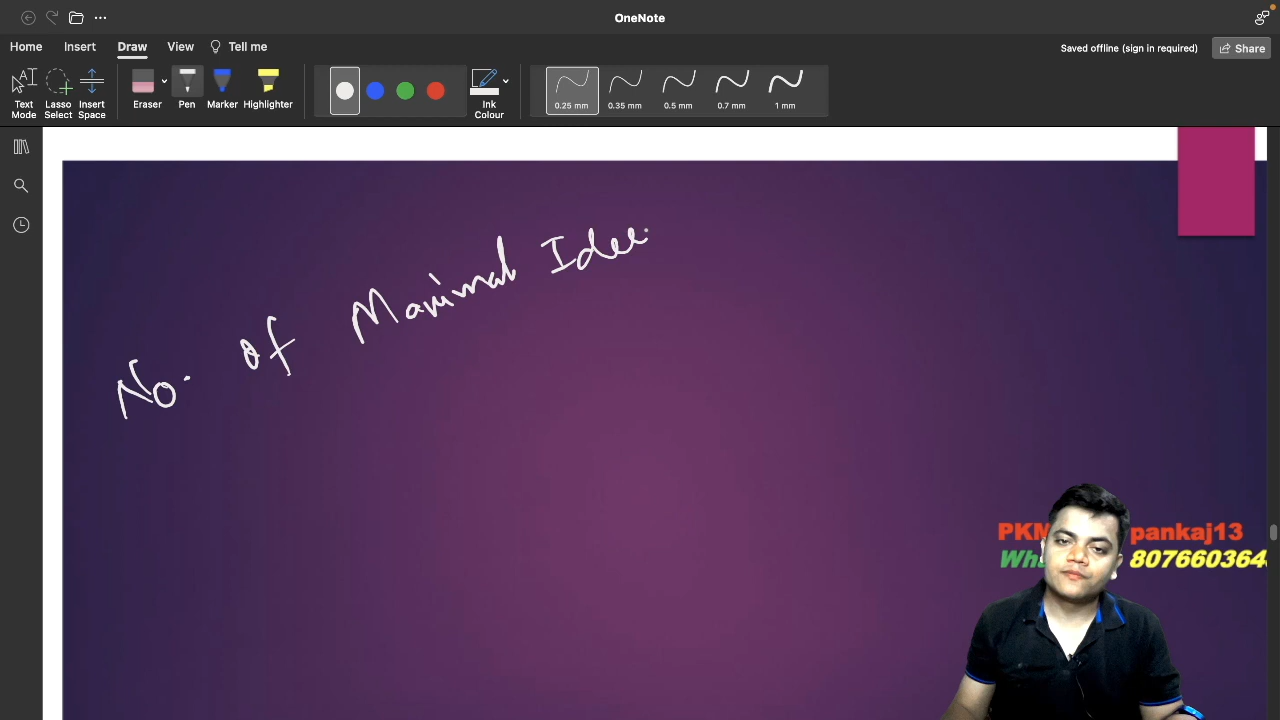 OneNote
Home Insert Draw View Tell me
Saved offline (sign in required) Share
Text Mode
Lasso Select
Insert Space
Eraser
Pen
Marker
Highlighter
Ink Colour
0.25 mm 0.35 mm 0.5 mm 0.7 mm 1 mm
No. of Maximal Idea
pankaj13
8076603646